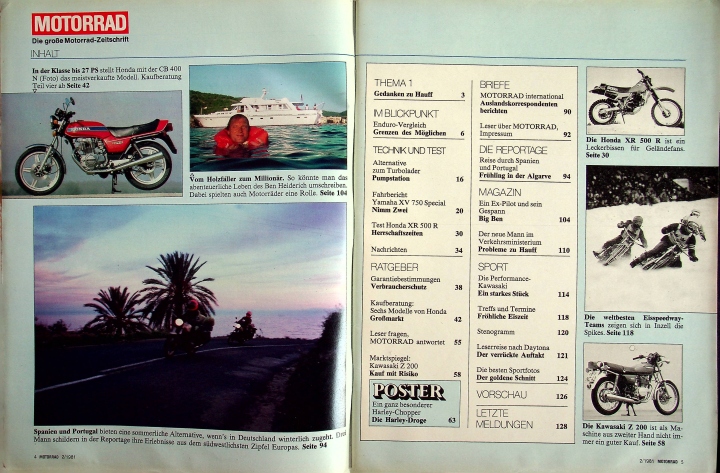 MOTORRAD
Die große Motorrad-Zeitschrift
INHALT
In der Klasse bis 27 PS stellt Honda mit der CB 400
N (Foto) das meistverkaufte Modell. Kaufberatung
Teil vier ab Seite 42
HONDA
Vom Holzfäller zum Millionär. So könnte man das
abenteuerliche Leben des Ben Heiderich umschreiben.
Dabei spielen auch Motorräder eine Rolle. Seite 104
Spanien und Portugal bieten eine sommerliche Alternative, wenn's in Deutschland winterlich zugeht. Drei
Mann schildern in der Reportage ihre Erlebnisse aus dem südwestlichsten Zipfel Europas. Seite 94
4 MOTORRAD 2/1981
THEMA 1
Gedanken zu Hauff 3
IM BLICKPUNKT
Enduro-Vergleich
Grenzen des Möglichen 6
TECHNIK UND TEST
Alternative
zum Turbolader
Pumpstation 16
Fahrbericht
Yamaha XV 750 Special
Nimm Zwei 20
Test Honda XR 500 R
Herrschaftszeiten 30
Nachrichten 34
RATGEBER
Garantiebestimmungen
Verbraucherschutz 38
Kaufberatung:
Sechs Modelle von Honda
Großmarkt 42
Leser fragen,
MOTORRAD antwortet 55
Marktspiegel:
Kawasaki Z 200
Kauf mit Risiko 58
POSTER
Ein ganz besonderer
Harley-Chopper
Die Harley-Droge 63
BRIEFE
MOTORRAD international
Auslandskorrespondenten
berichten 90
Leser über MOTORRAD,
Impressum 92
DIE REPORTAGE
Reise durch Spanien
und Portugal
Frühling in der Algarve 94
MAGAZIN
Ein Ex-Pilot und sein
Gespann
Big Ben 104
Der neue Mann im
Verkehrsministerium
Probleme zu Hauff 110
SPORT
Die Performance-
Kawasaki
Ein starkes Stück 114
Treffs und Termine
Fröhliche Eiszeit 118
Stenogramm 120
Leserreise nach Daytona
Der verrückte Auftakt 121
Die besten Sportfotos
Der goldene Schnitt 124
VORSCHAU 126
LETZTE
MELDUNGEN 128
Die Honda XR 500 R ist ein
Leckerbissen für Geländefans.
Seite 30
Die weltbesten Eisspeedway-
Teams zeigen sich in Inzell die
Spikes. Seite 118
Die Kawasaki Z 200 ist als Ma-
schine aus zweiter Hand nicht im-
mer ein guter Kauf. Seite 58
2/1981 MOTORRAD 5